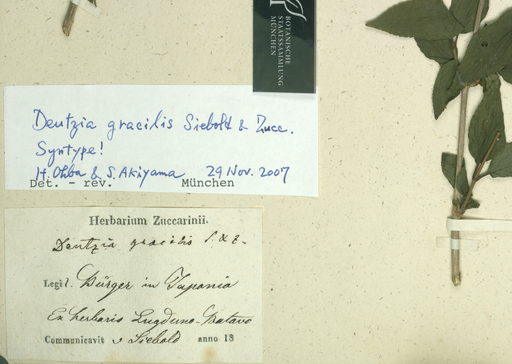 BOTANISCHE
STAATSSAMMLUNG
MÜNCHEN
Deutzia gracilis Siebold & Zucc.
Syntype!
H. Ohba & S. Akiyama 29 Nov. 2007
Det. - rev. München
Herbarium Zuccarinii.
Deutzia gracilis S. & Z.
Legit. Bürger in Japonia
Ex herbario Lugduno-Batavo
Communicavit v Siebold anno 18